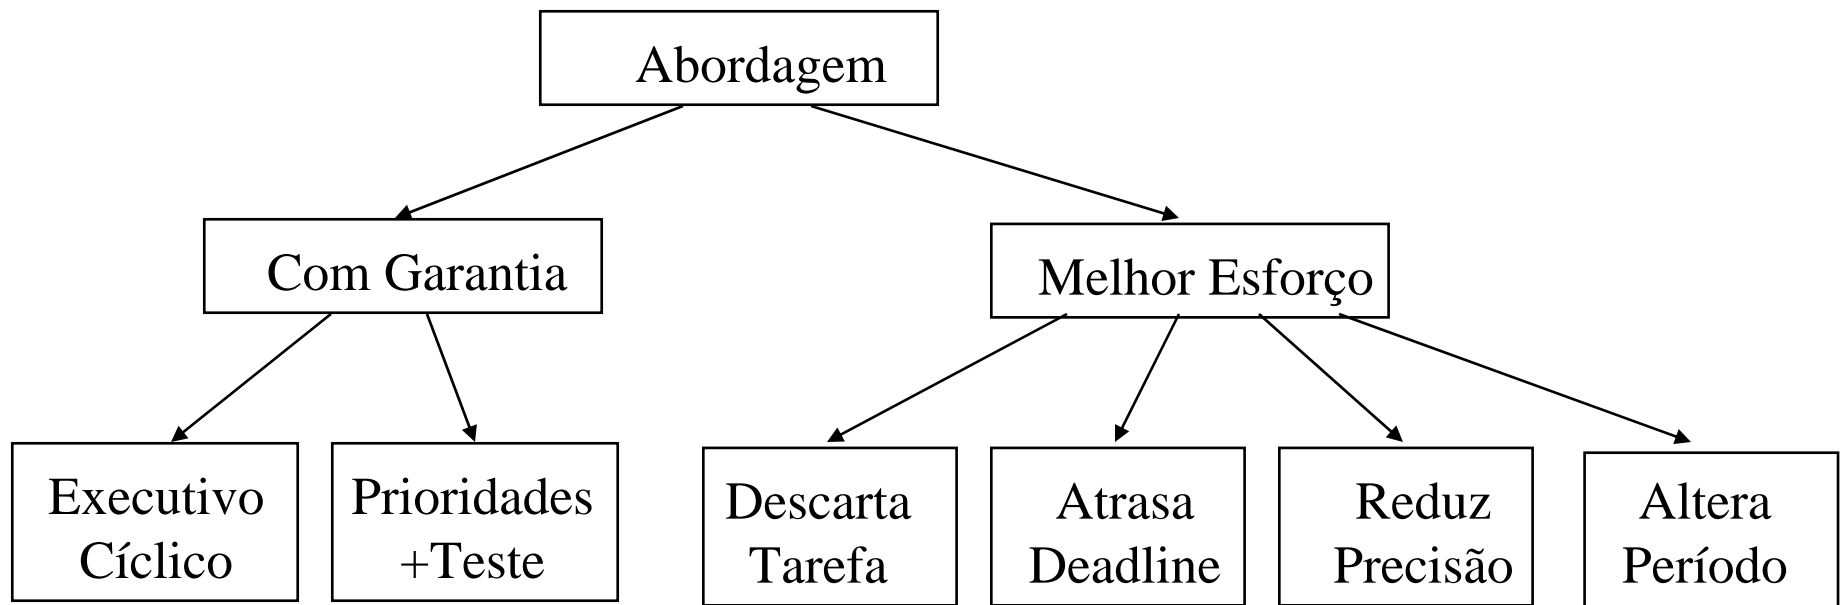 Abordagem
Com Garantia
Melhor Esforço
Executivo
Cíclico
Prioridades
+Teste
Descarta
Tarefa
Atrasa
Deadline
Reduz
Precisão
Altera
Período